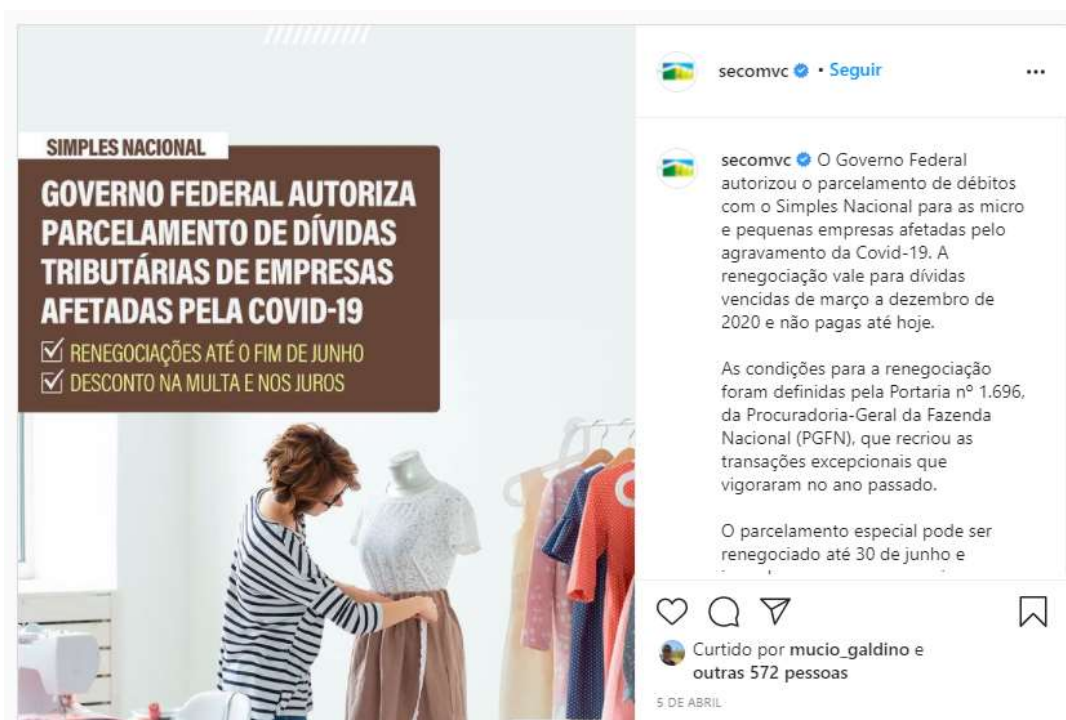 SIMPLES NACIONAL
GOVERNO FEDERAL AUTORIZA
PARCELAMENTO DE DÍVIDAS
TRIBUTÁRIAS DE EMPRESAS
AFETADAS PELA COVID-19
RENEGOCIAÇÕES ATÉ O FIM DE JUNHO
DESCONTO NA MULTA E NOS JUROS
secomvc • Seguir
secomvc O Governo Federal
autorizou o parcelamento de débitos
com o Simples Nacional para as micro
e pequenas empresas afetadas pelo
agravamento da Covid-19. A
renegociação vale para dívidas
vencidas de março a dezembro de
2020 e não pagas até hoje.
As condições para a renegociação
foram definidas pela Portaria nº 1.696,
da Procuradoria-Geral da Fazenda
Nacional (PGFN), que recriou as
transações excepcionais que
vigoraram no ano passado.
O parcelamento especial pode ser
renegociado até 30 de junho e
Curtido por mucio_galdino e
outras 572 pessoas
5 DE ABRIL